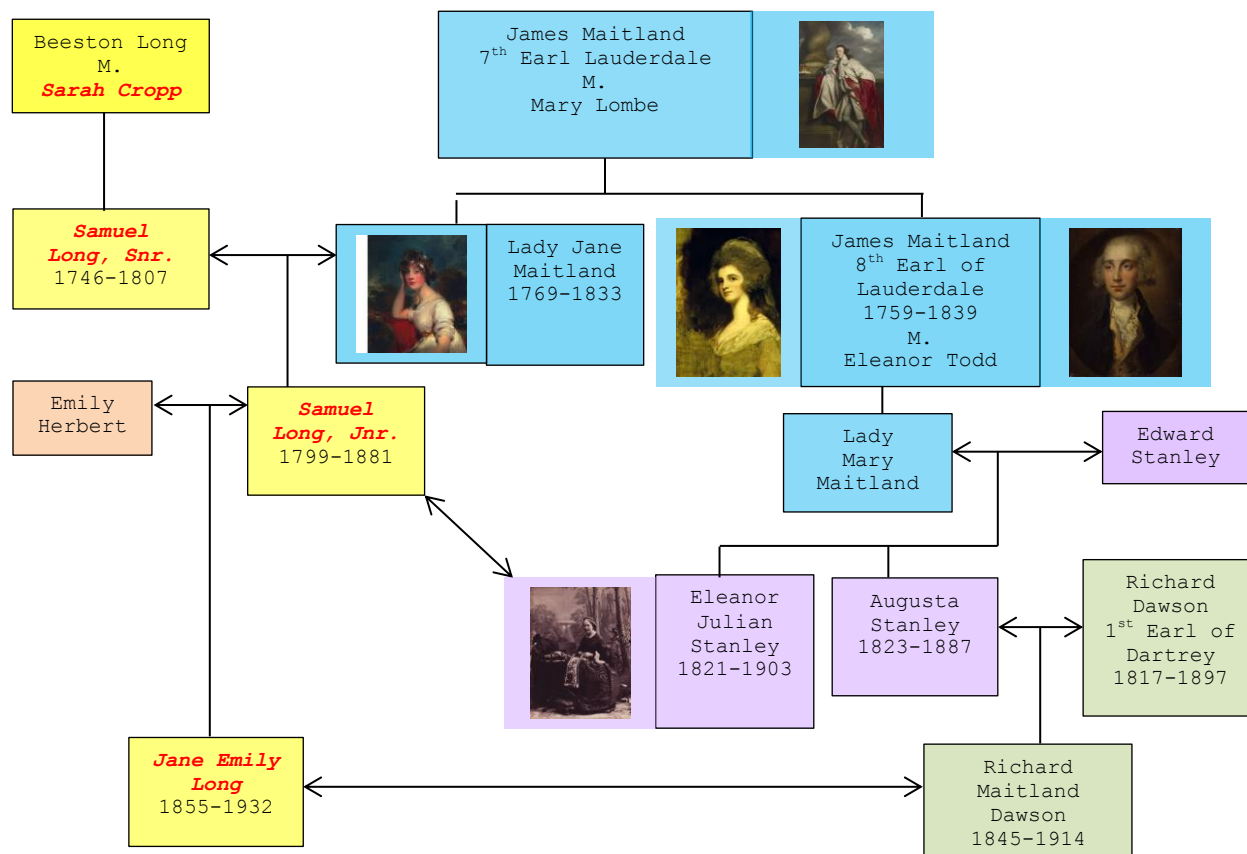 Beeston Long
M.
Sarah Cropp
James Maitland
7th Earl Lauderdale
M.
Mary Lombe
Samuel
Long, Snr.
1746-1807
Lady Jane
Maitland
1769-1833
James Maitland
8th Earl of
Lauderdale
1759-1839
M.
Eleanor Todd
Emily
Herbert
Samuel
Long, Jnr.
1799-1881
Lady
Mary
Maitland
Edward
Stanley
Eleanor
Julian
Stanley
1821-1903
Augusta
Stanley
1823-1887
Richard
Dawson
1st Earl of
Dartrey
1817-1897
Jane Emily
Long
1855-1932
Richard
Maitland
Dawson
1845-1914